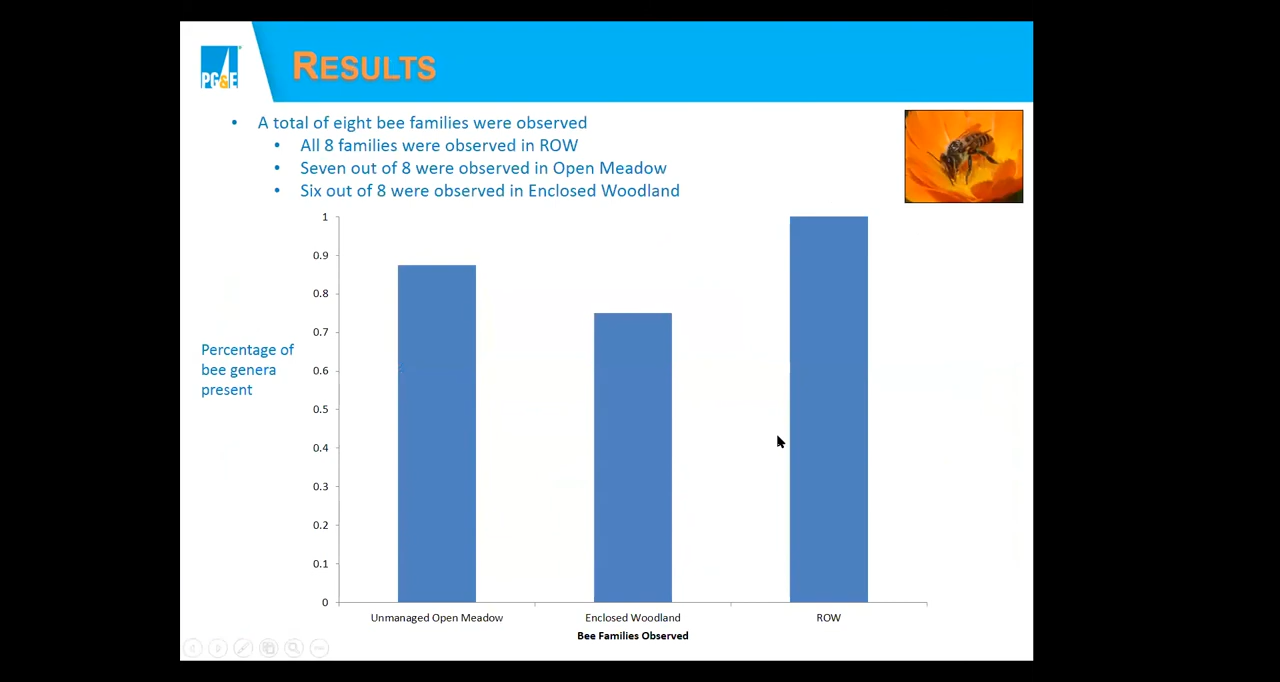 PG&E
RESULTS
• A total of eight bee families were observed
• All 8 families were observed in ROW
• Seven out of 8 were observed in Open Meadow
• Six out of 8 were observed in Enclosed Woodland
1
0.9
0.8
0.7
0.6
0.5
0.4
0.3
0.2
0.1
0
Percentage of
bee genera
present
Unmanaged Open Meadow Enclosed Woodland ROW
Bee Families Observed